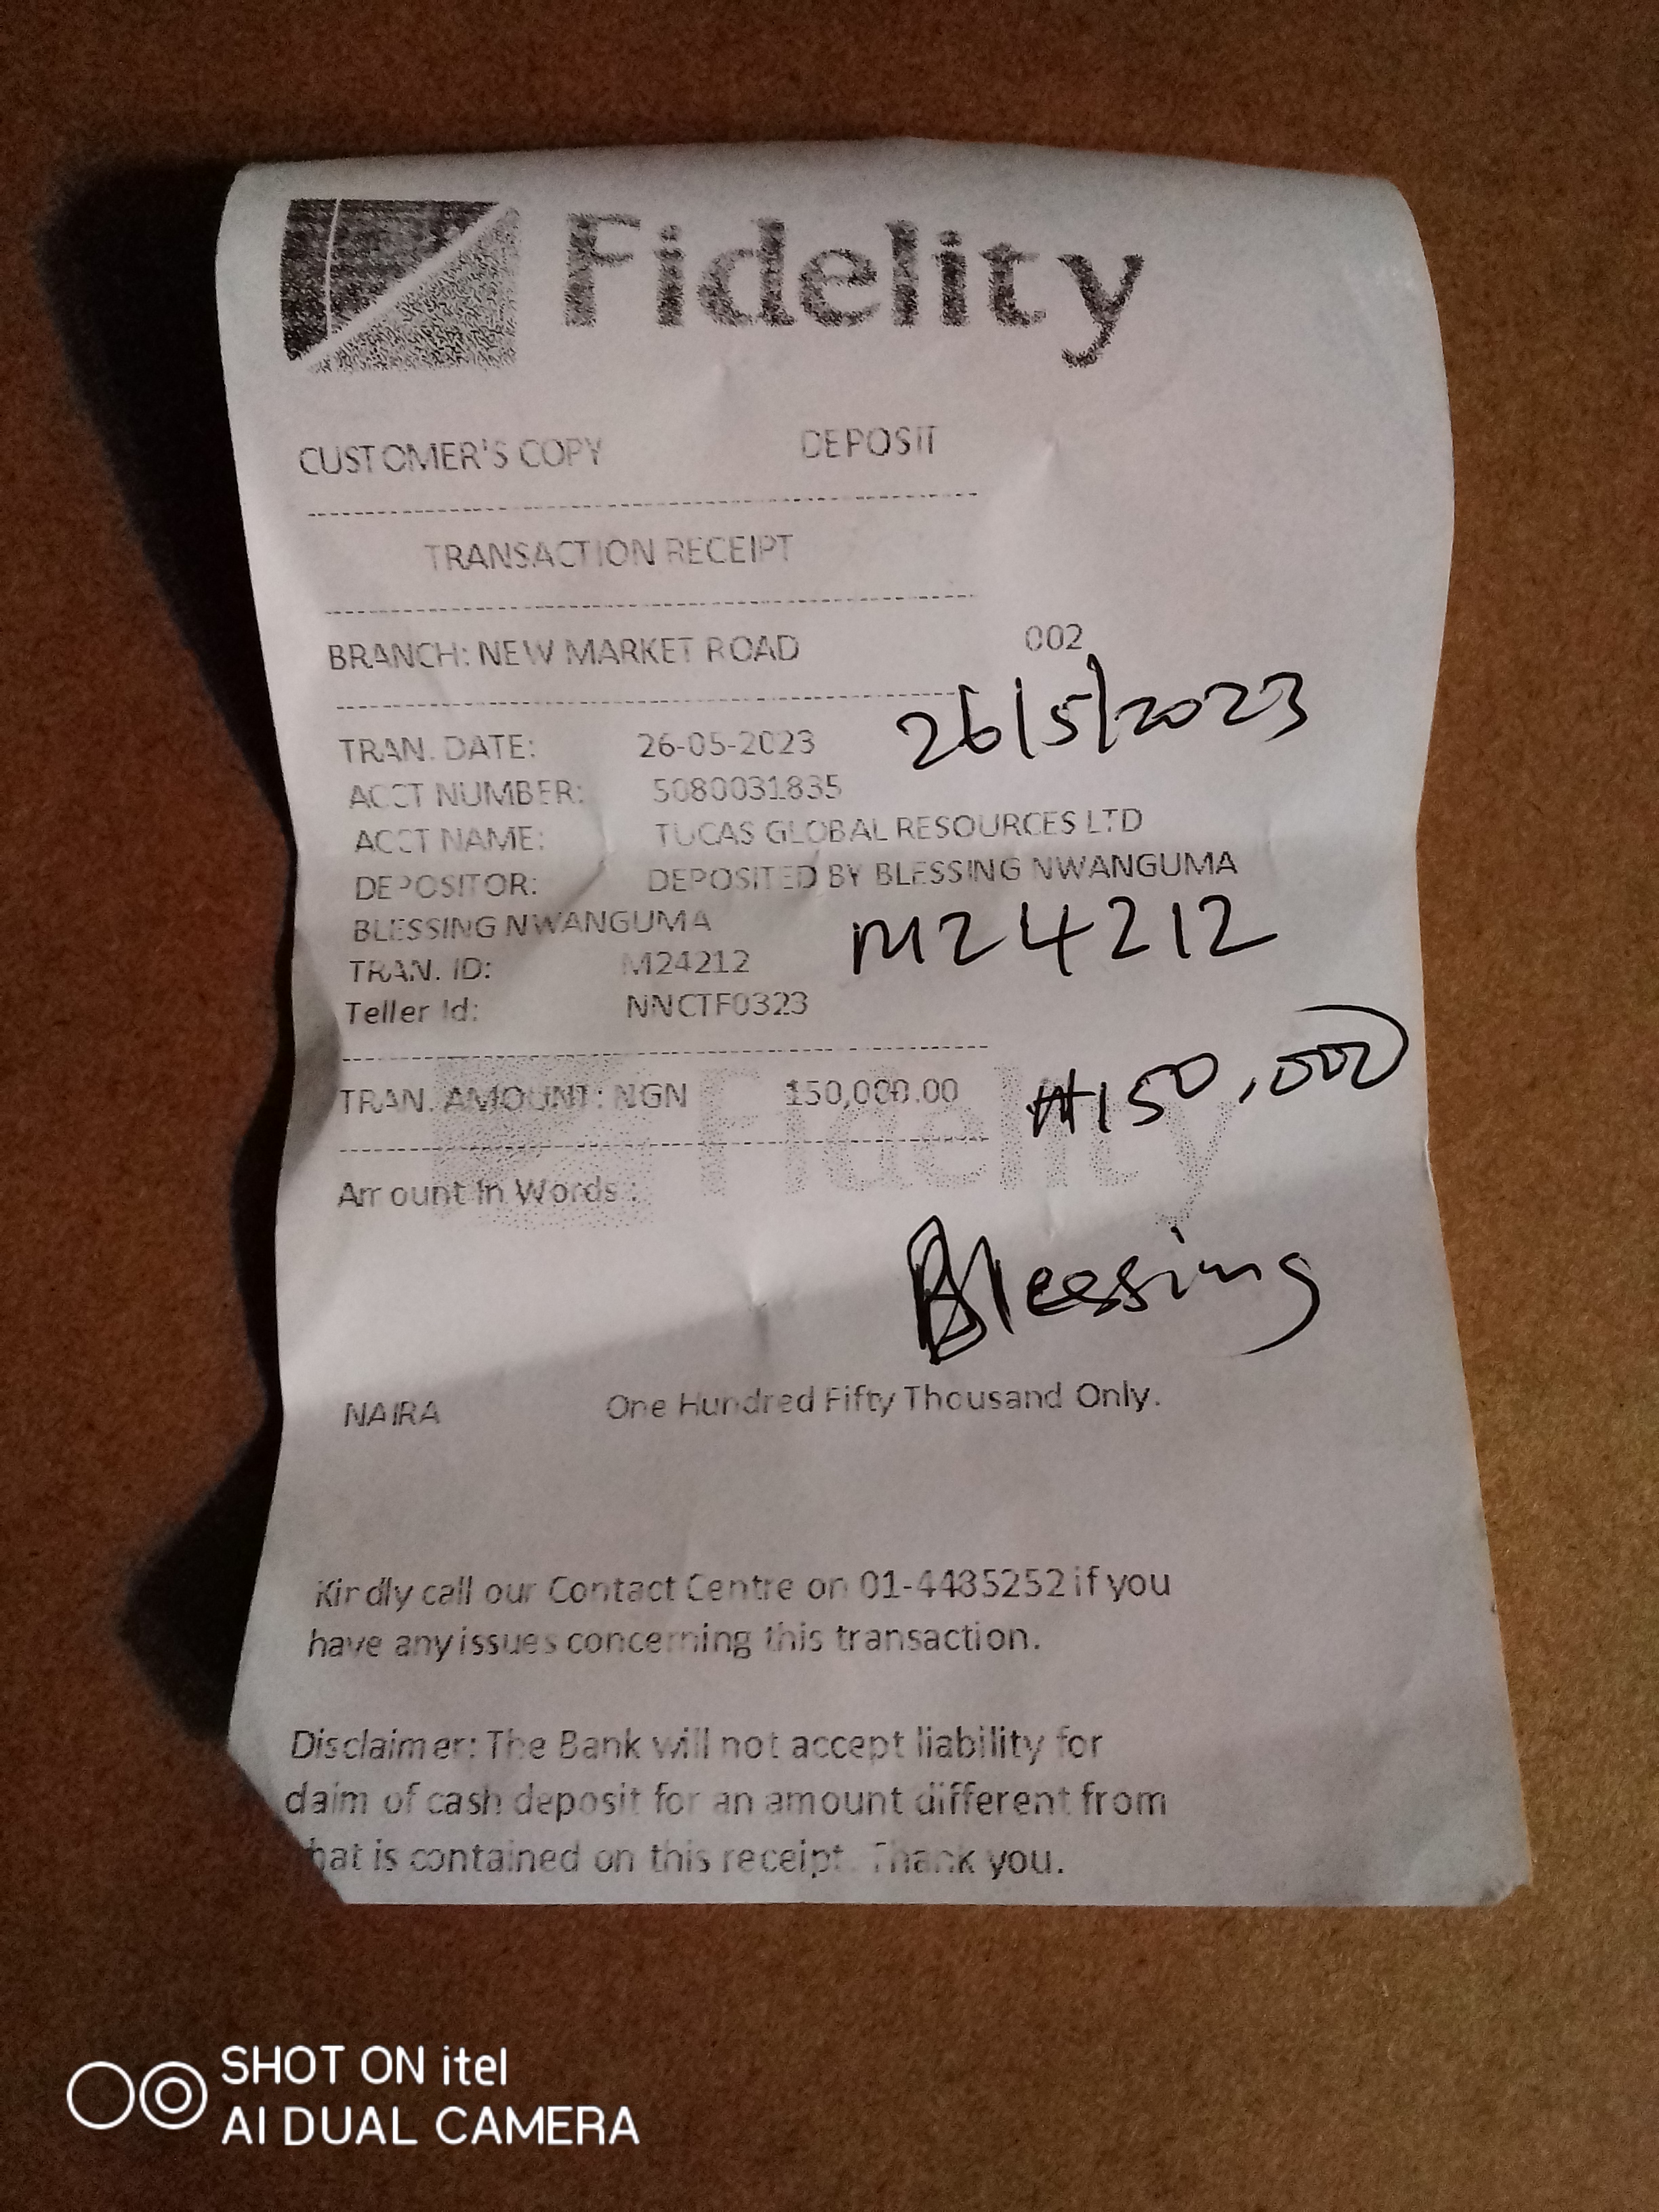 Fidelity
CUSTOMER'S COPY DEPOSIT
TRANSACTION RECEIPT
BRANCH: NEW MARKET ROAD 002
26/5/2023
TRAN. DATE: 26-05-2023
ACCT NUMBER: 5080031835
ACCT NAME: TUCAS GLOBAL RESOURCES LTD
DEPOSITOR: DEPOSITED BY BLESSING NWANGUMA
BLESSING NWANGUMA
M24212
TRAN. ID: M24212
Teller Id: NNCTF0323
TRAN. AMOUNT: NGN 150,000.00
₦150,000
Fidelity
Amount In Words :
Blessing
NAIRA One Hundred Fifty Thousand Only.
Kindly call our Contact Centre on 01-4485252 if you
have any issues concerning this transaction.
Disclaimer: The Bank will not accept liability for
claim of cash deposit for an amount different from
what is contained on this receipt. Thank you.
SHOT ON itel
AI DUAL CAMERA